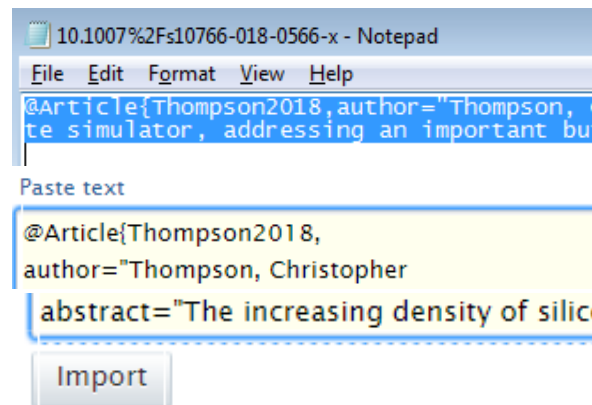 10.1007%2Fs10766-018-0566-x - Notepad
File Edit Format View Help
@Article{Thompson2018,author="Thompson,
te simulator, addressing an important bu
Paste text
@Article{Thompson2018,
author="Thompson, Christopher
abstract="The increasing density of silic
Import